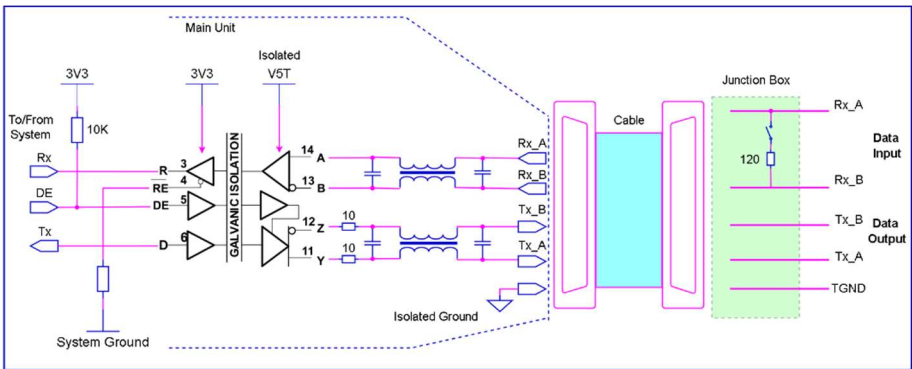 Main Unit
Isolated
3V3
3V3
V5T
Junction Box
To/From
System
10K
Cable
Rx_A
Data
Input
14
A
Rx_A
Rx
R
3
120
4
RE
13
B
Rx_B
Rx_B
DE
DE
5
GALVANIC ISOLATION
12
Z
10
Tx_B
Tx_B
Data
Output
Tx
D
6
11
Y
10
Tx_A
Tx_A
TGND
Isolated Ground
System Ground